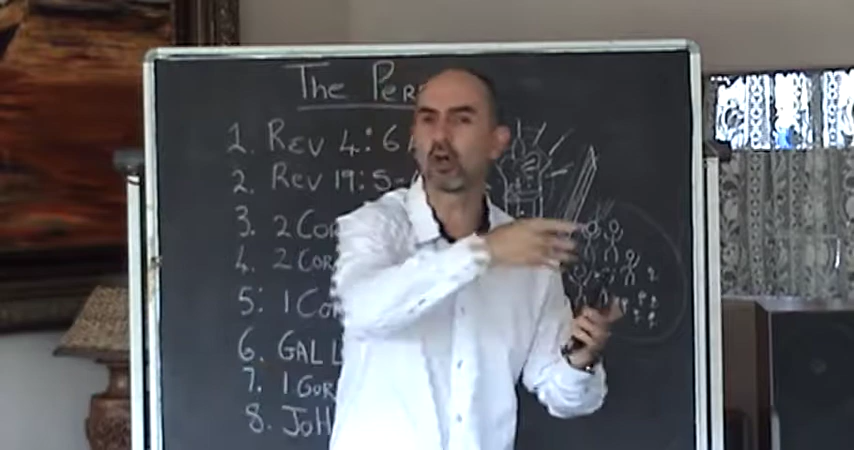 The Per
1. REV 4:6
2. REV 19:5-
3. 2 COR
4. 2 COR
5: 1 COR
6. GAL
7. 1 COR
8. JOH